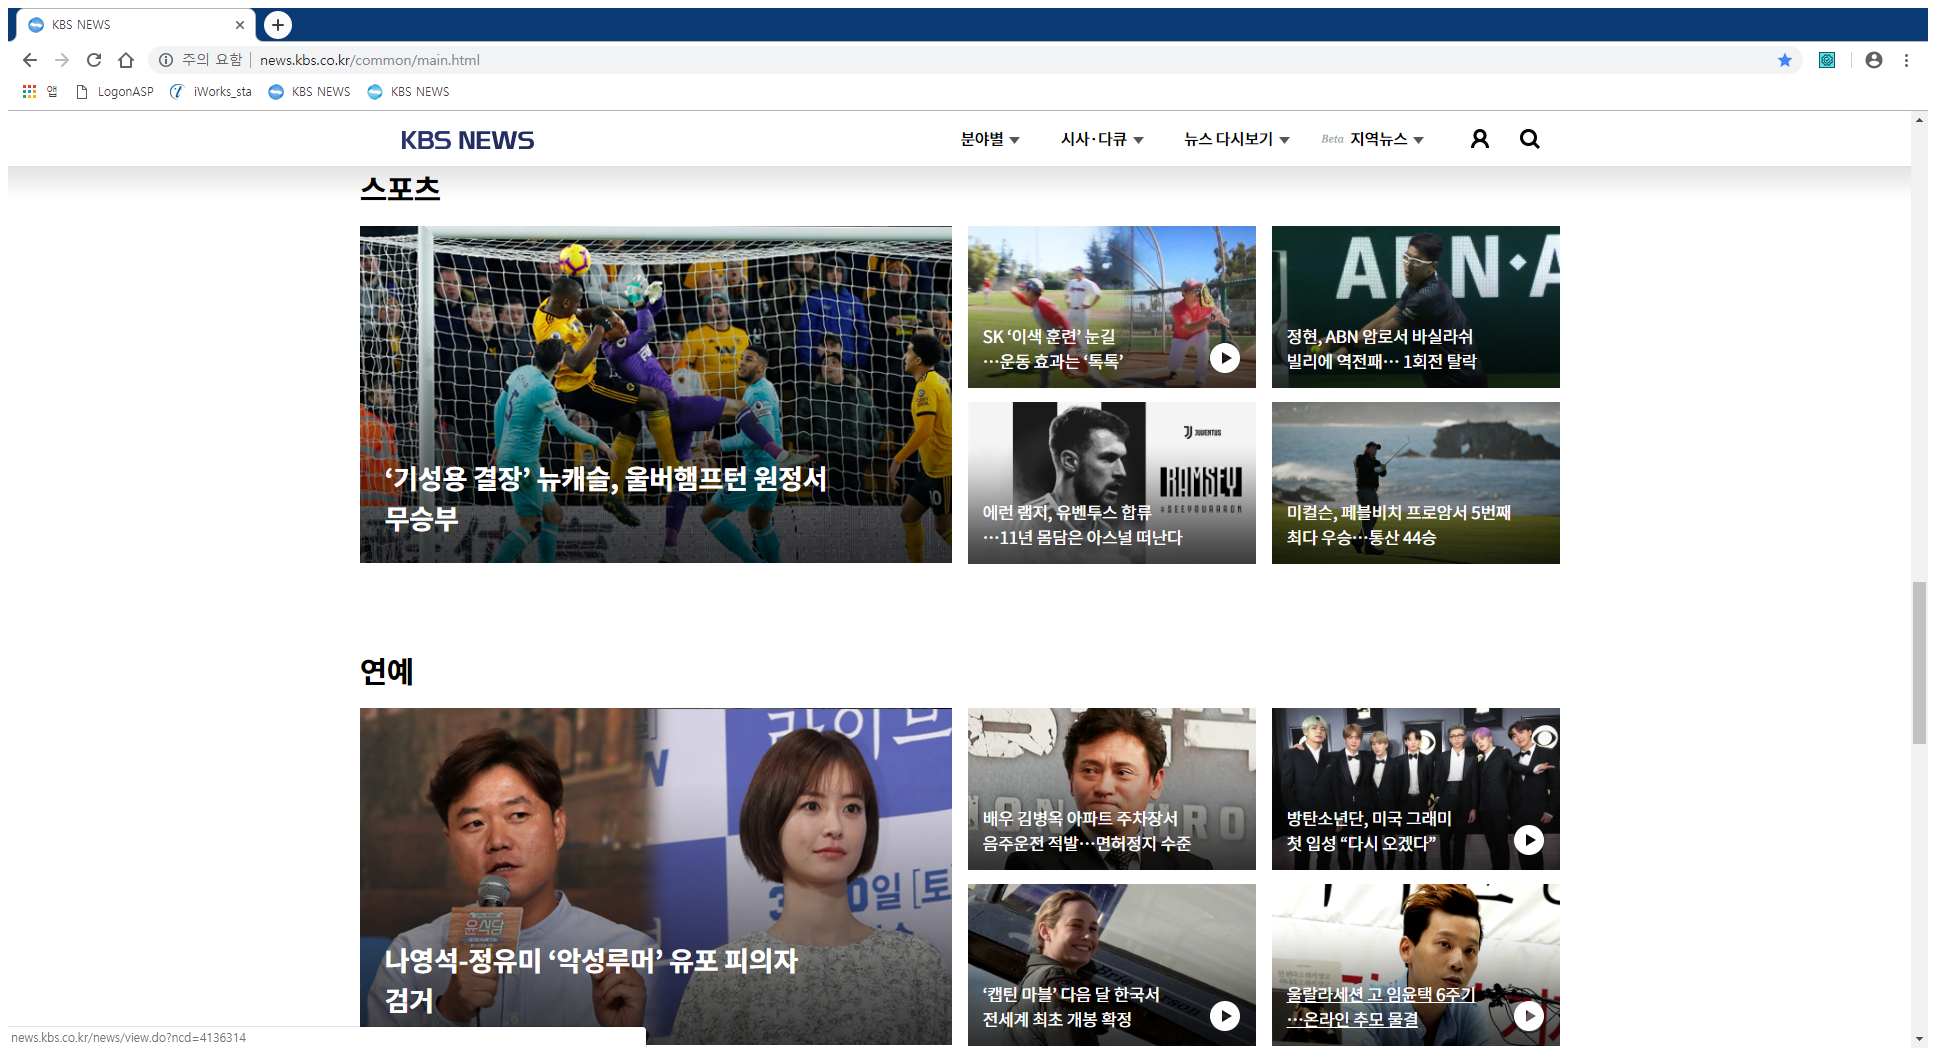 KBS NEWS
주의 요함
news.kbs.co.kr/common/main.html
앱
LogonASP
iWorks_sta
KBS NEWS
KBS NEWS
KBS NEWS
분야별
시사·다큐
뉴스 다시보기
Beta 지역뉴스
스포츠
‘기성용 결장’ 뉴캐슬, 울버햄프턴 원정서
무승부
SK ‘이색 훈련’ 눈길
…운동 효과는 ‘톡톡’
ABN·A
정현, ABN 암로서 바실라쉬
빌리에 역전패… 1회전 탈락
JUVENTUS
RAMSEY
#SEEYOUAARON
에런 램지, 유벤투스 합류
…11년 몸담은 아스널 떠난다
미컬슨, 페블비치 프로암서 5번째
최다 우승…통산 44승
연예
라이브
일 [토
윤식당
나영석-정유미 ‘악성루머’ 유포 피의자
검거
배우 김병옥 아파트 주차장서
음주운전 적발…면허정지 수준
방탄소년단, 미국 그래미
첫 입성 “다시 오겠다”
‘캡틴 마블’ 다음 달 한국서
전세계 최초 개봉 확정
울랄라세션 고 임윤택 6주기
…온라인 추모 물결
news.kbs.co.kr/news/view.do?ncd=4136314